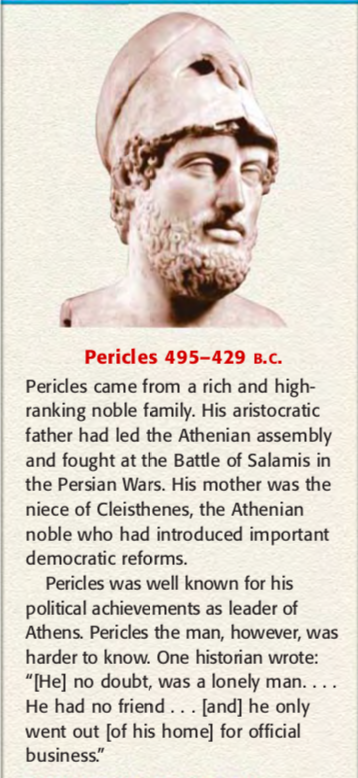 Pericles 495–429 B.C.
Pericles came from a rich and high-
ranking noble family. His aristocratic
father had led the Athenian assembly
and fought at the Battle of Salamis in
the Persian Wars. His mother was the
niece of Cleisthenes, the Athenian
noble who had introduced important
democratic reforms.
Pericles was well known for his
political achievements as leader of
Athens. Pericles the man, however, was
harder to know. One historian wrote:
“[He] no doubt, was a lonely man. . . .
He had no friend . . . [and] he only
went out [of his home] for official
business.”